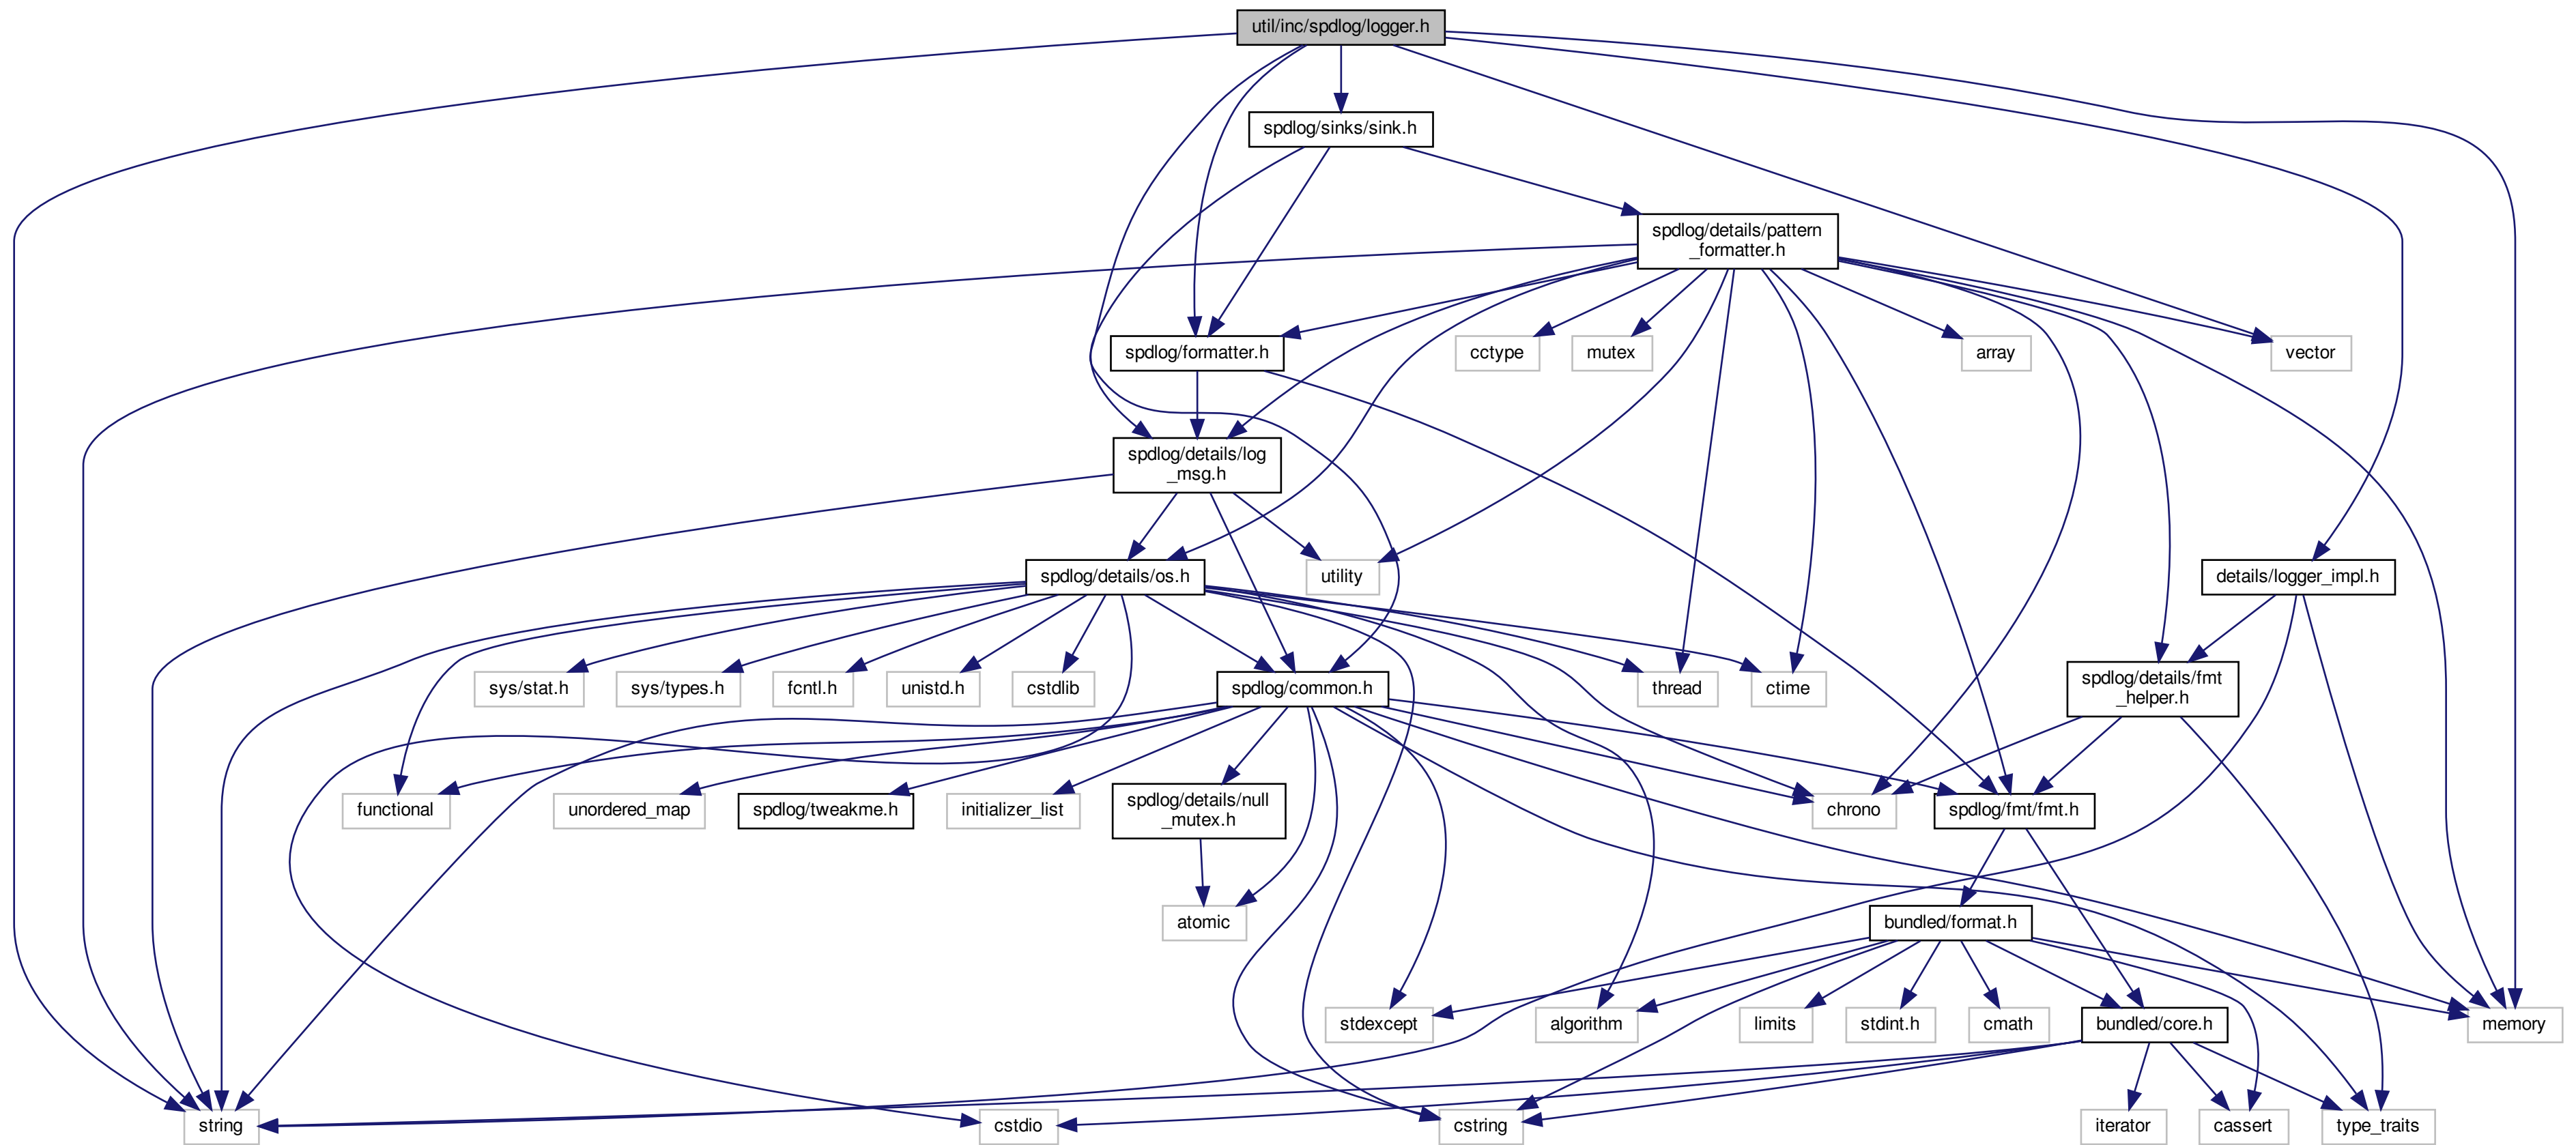 util/inc/spdlog/logger.h
spdlog/sinks/sink.h
spdlog/details/pattern
_formatter.h
spdlog/formatter.h
cctype
mutex
array
vector
spdlog/details/log
_msg.h
spdlog/details/os.h
utility
details/logger_impl.h
sys/stat.h
sys/types.h
fcntl.h
unistd.h
cstdlib
spdlog/common.h
thread
ctime
spdlog/details/fmt
_helper.h
functional
unordered_map
spdlog/tweakme.h
initializer_list
spdlog/details/null
_mutex.h
chrono
spdlog/fmt/fmt.h
atomic
bundled/format.h
stdexcept
algorithm
limits
stdint.h
cmath
bundled/core.h
memory
string
cstdio
cstring
iterator
cassert
type_traits